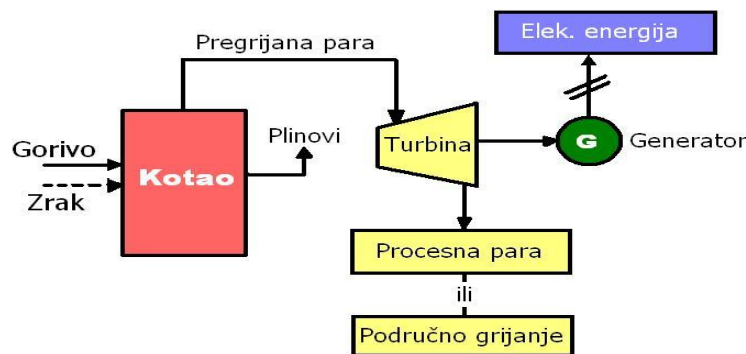 Elek. energija
Pregrijana para
Plinovi
Turbina
G
Generator
Gorivo
Kotao
Zrak
Procesna para
ili
Područno grijanje